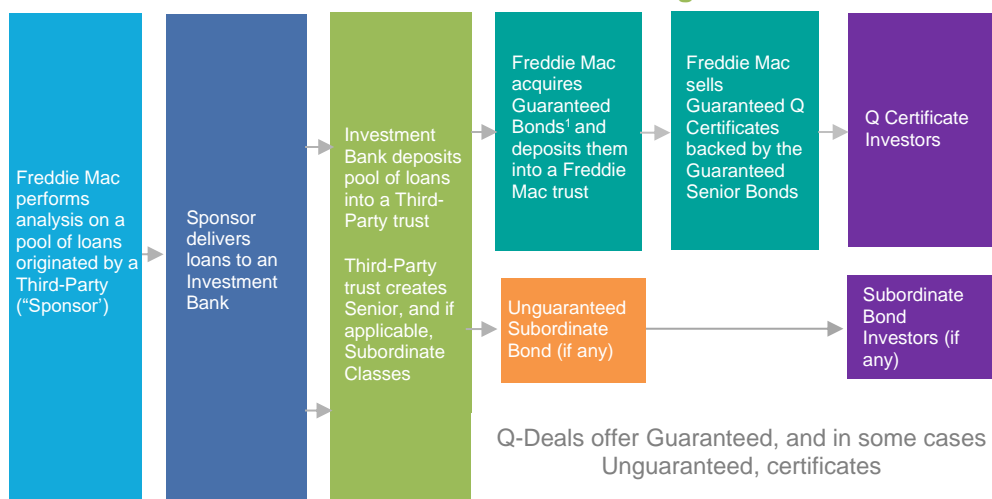 Freddie Mac
performs
analysis on a
pool of loans
originated by a
Third-Party
(“Sponsor’)
Sponsor
delivers
loans to an
Investment
Bank
Investment
Bank deposits
pool of loans
into a Third-
Party trust
Third-Party
trust creates
Senior, and if
applicable,
Subordinate
Classes
Freddie Mac
acquires
Guaranteed
Bonds¹ and
deposits them
into a Freddie
Mac trust
Freddie Mac
sells
Guaranteed Q
Certificates
backed by the
Guaranteed
Senior Bonds
Q Certificate
Investors
Unguaranteed
Subordinate
Bond (if any)
Subordinate
Bond
Investors (if
any)
Q-Deals offer Guaranteed, and in some cases
Unguaranteed, certificates